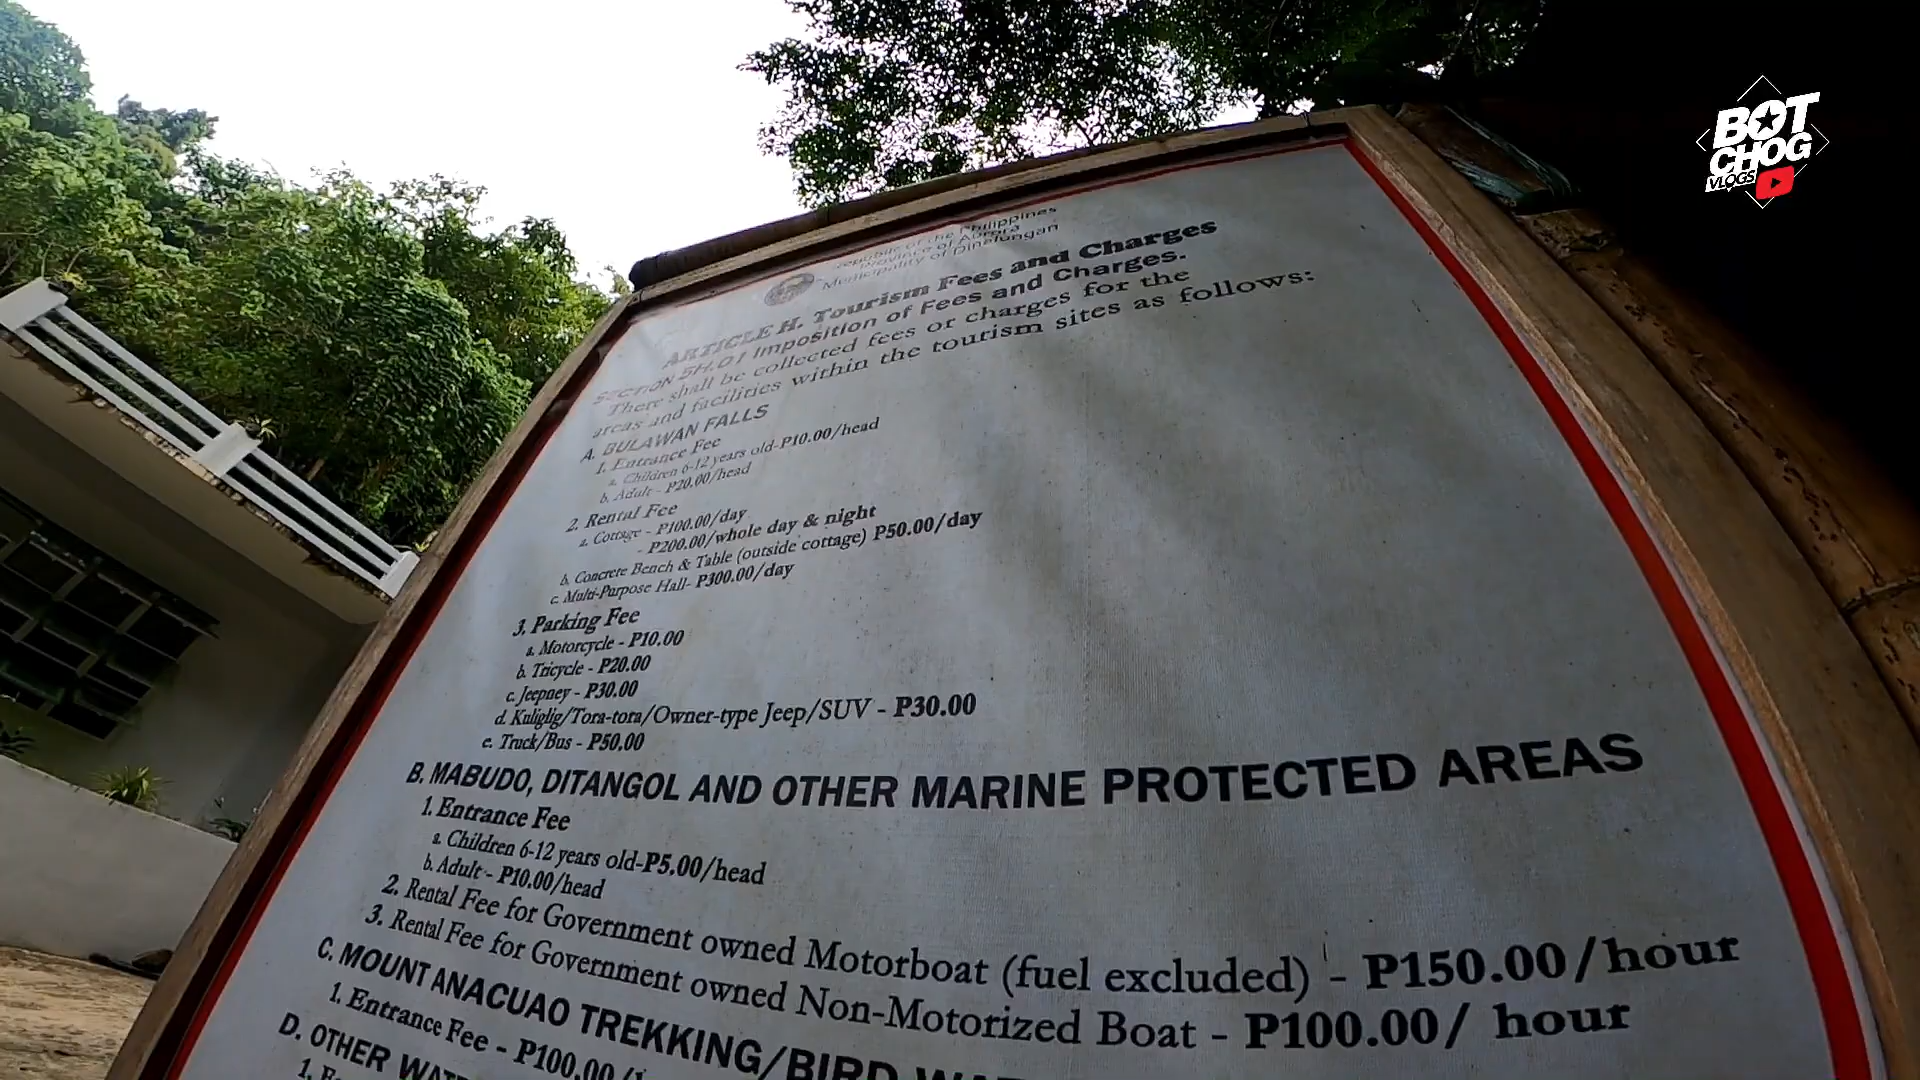 BOT
CHOG
VLOGS
Republic of the Philippines
Province of Aurora
Municipality of Dinalungan
ARTICLE H. Tourism Fees and Charges
SECTION 5H.01 Imposition of Fees and Charges.
There shall be collected fees or charges for the
areas and facilities within the tourism sites as follows:
A. BULAWAN FALLS
1. Entrance Fee
a. Children 6-12 years old-P10.00/head
b. Adult - P20.00/head
2. Rental Fee
a. Cottage - P100.00/day
- P200.00/whole day & night
b. Concrete Bench & Table (outside cottage) P50.00/day
c. Multi-Purpose Hall- P300.00/day
3. Parking Fee
a. Motorcycle - P10.00
b. Tricycle - P20.00
c. Jeepney - P30.00
d. Kuliglig/Tora-tora/Owner-type Jeep/SUV - P30.00
e. Truck/Bus - P50.00
B. MABUDO, DITANGOL AND OTHER MARINE PROTECTED AREAS
1. Entrance Fee
a. Children 6-12 years old-P5.00/head
b. Adult - P10.00/head
2. Rental Fee for Government owned Motorboat (fuel excluded) - P150.00/hour
3. Rental Fee for Government owned Non-Motorized Boat - P100.00/ hour
C. MOUNT ANACUAO TREKKING/BIRD
1. Entrance Fee - P100.00
D. OTHER
1.